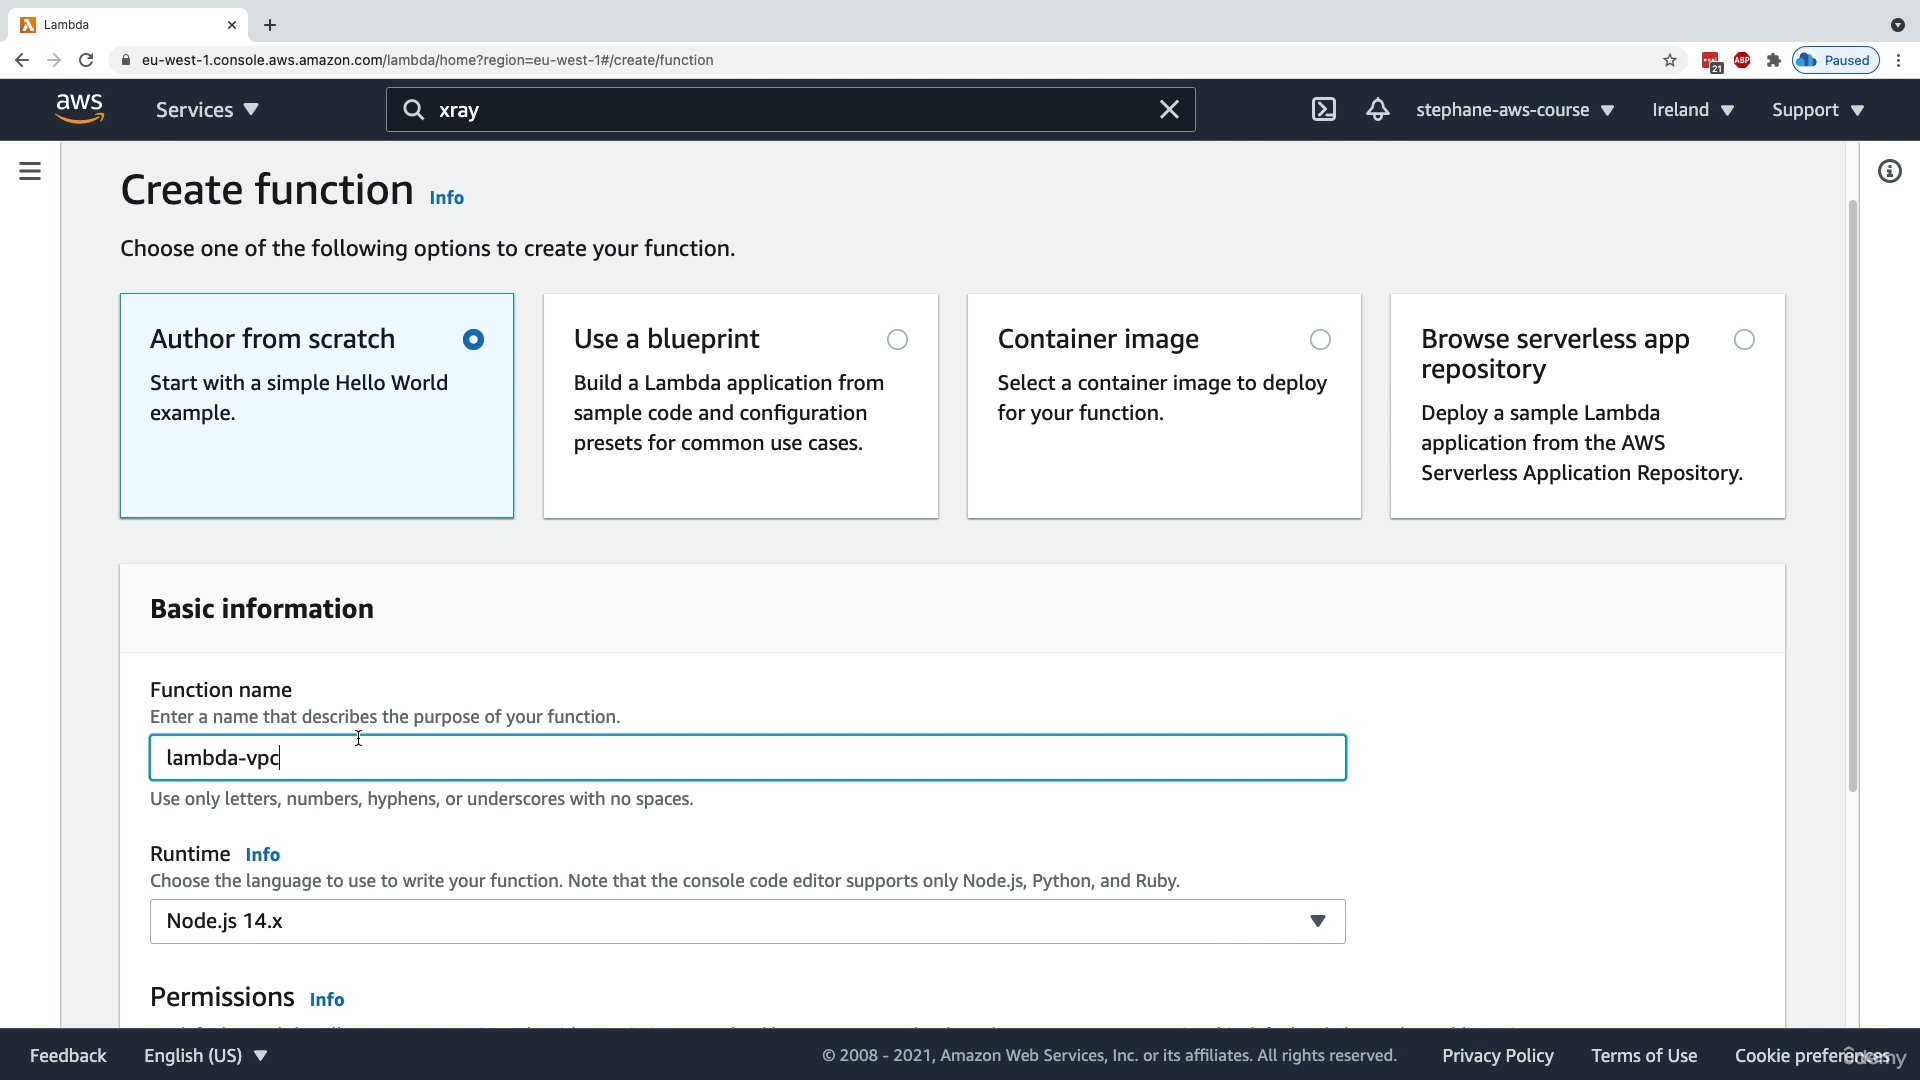 Lambda
eu-west-1.console.aws.amazon.com/lambda/home?region=eu-west-1#/create/function
21
ABP
Paused
aws
Services
xray
stephane-aws-course
Ireland
Support
Create function Info
Choose one of the following options to create your function.
Author from scratch
Start with a simple Hello World
example.
Use a blueprint
Build a Lambda application from
sample code and configuration
presets for common use cases.
Container image
Select a container image to deploy
for your function.
Browse serverless app
repository
Deploy a sample Lambda
application from the AWS
Serverless Application Repository.
Basic information
Function name
Enter a name that describes the purpose of your function.
lambda-vpc
Use only letters, numbers, hyphens, or underscores with no spaces.
Runtime Info
Choose the language to use to write your function. Note that the console code editor supports only Node.js, Python, and Ruby.
Node.js 14.x
Permissions Info
Feedback
English (US)
© 2008 - 2021, Amazon Web Services, Inc. or its affiliates. All rights reserved.
Privacy Policy
Terms of Use
Cookie preferences
ûdemy